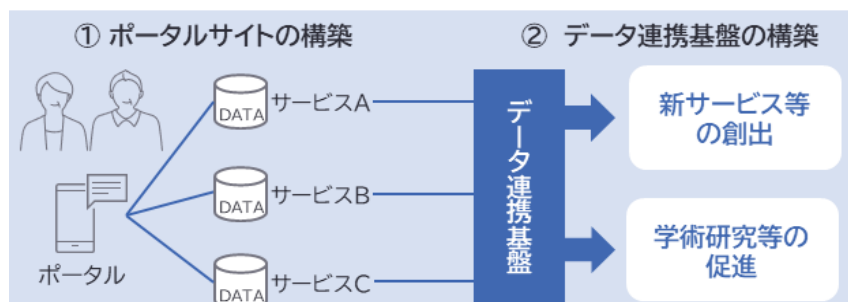 ① ポータルサイトの構築
② データ連携基盤の構築
DATA
サービスA
DATA
サービスB
DATA
サービスC
ポータル
データ連携基盤
新サービス等
の創出
学術研究等の
促進